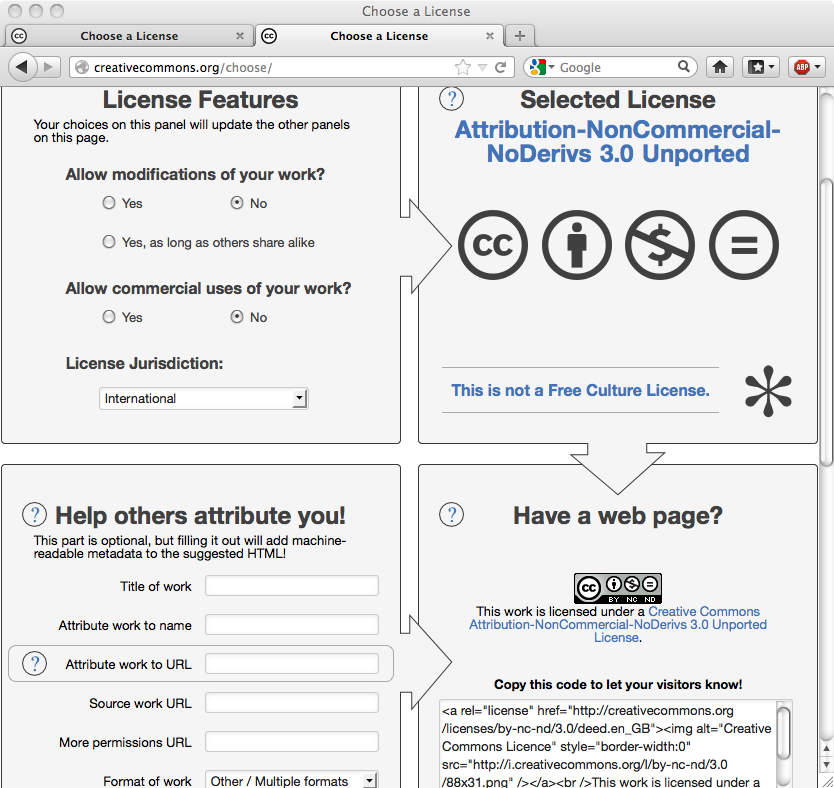 Choose a License
Choose a License
Choose a License
creativecommons.org/choose/
Google
ABP
License Features
Your choices on this panel will update the other panels
on this page.
Allow modifications of your work?
Yes
No
Yes, as long as others share alike
Allow commercial uses of your work?
Yes
No
License Jurisdiction:
International
?
Selected License
Attribution-NonCommercial-
NoDerivs 3.0 Unported
cc
$
=
This is not a Free Culture License.
*
?
Help others attribute you!
This part is optional, but filling it out will add machine-
readable metadata to the suggested HTML!
Title of work
Attribute work to name
?
Attribute work to URL
Source work URL
More permissions URL
Format of work
Other / Multiple formats
?
Have a web page?
cc
BY NC ND
This work is licensed under a Creative Commons
Attribution-NonCommercial-NoDerivs 3.0 Unported
License.
Copy this code to let your visitors know!
<a rel="license" href="http://creativecommons.org
/licenses/by-nc-nd/3.0/deed.en_GB"><img alt="Creative
Commons Licence" style="border-width:0"
src="http://i.creativecommons.org/l/by-nc-nd/3.0
/88x31.png" /></a><br />This work is licensed under a